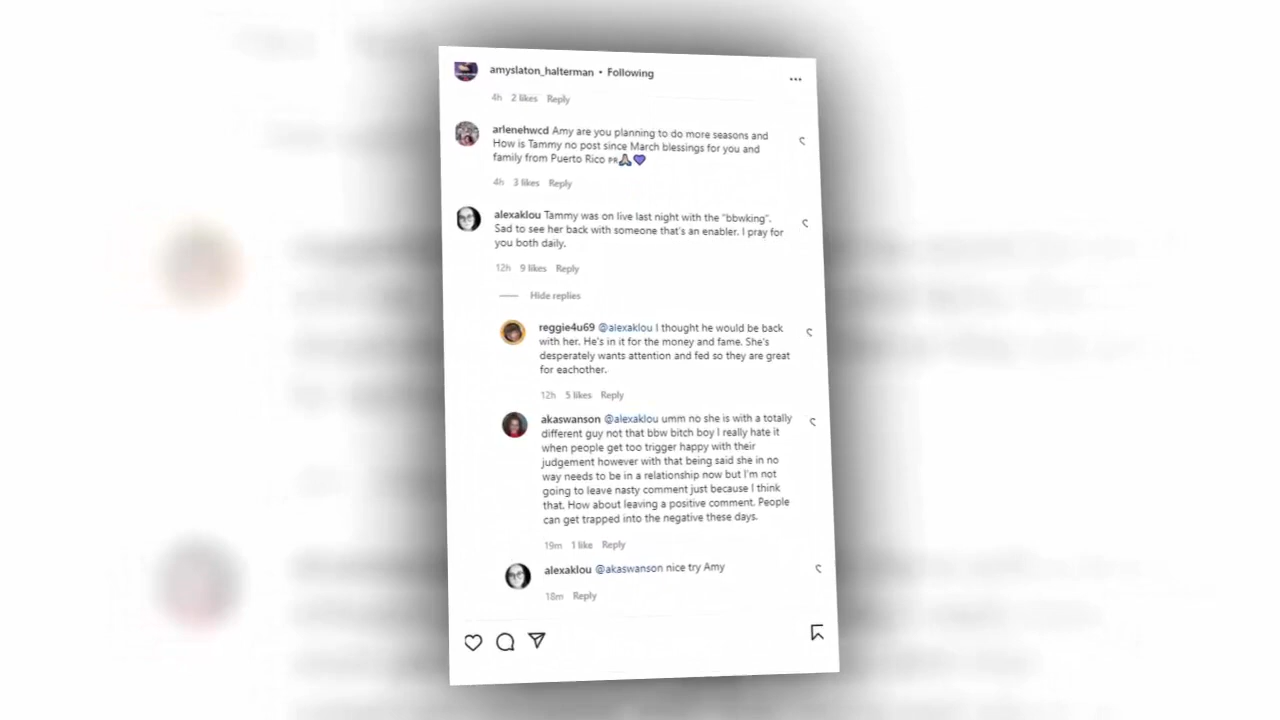 amyslaton_halterman • Following
4h 2 likes Reply
arlenehwcd Amy are you planning to do more seasons and
How is Tammy no post since March blessings for you and
family from Puerto Rico PR🙏💜
4h 3 likes Reply
alexaklou Tammy was on live last night with the "bbwking".
Sad to see her back with someone that's an enabler. I pray for
you both daily.
12h 9 likes Reply
Hide replies
reggie4u69 @alexaklou I thought he would be back
with her. He's in it for the money and fame. She's
desperately wants attention and fed so they are great
for eachother.
12h 5 likes Reply
akaswanson @alexaklou umm no she is with a totally
different guy not that bbw bitch boy I really hate it
when people get too trigger happy with their
judgement however with that being said she in no
way needs to be in a relationship now but I'm not
going to leave nasty comment just because I think
that. How about leaving a positive comment. People
can get trapped into the negative these days.
19m 1 like Reply
alexaklou @akaswanson nice try Amy
18m Reply